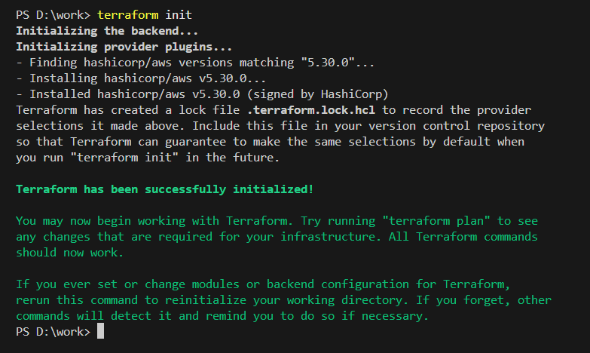 PS D:\work> terraform init
Initializing the backend...
Initializing provider plugins...
- Finding hashicorp/aws versions matching "5.30.0"...
- Installing hashicorp/aws v5.30.0...
- Installed hashicorp/aws v5.30.0 (signed by HashiCorp)
Terraform has created a lock file .terraform.lock.hcl to record the provider
selections it made above. Include this file in your version control repository
so that Terraform can guarantee to make the same selections by default when
you run "terraform init" in the future.
Terraform has been successfully initialized!
You may now begin working with Terraform. Try running "terraform plan" to see
any changes that are required for your infrastructure. All Terraform commands
should now work.
If you ever set or change modules or backend configuration for Terraform,
rerun this command to reinitialize your working directory. If you forget, other
commands will detect it and remind you to do so if necessary.
PS D:\work>